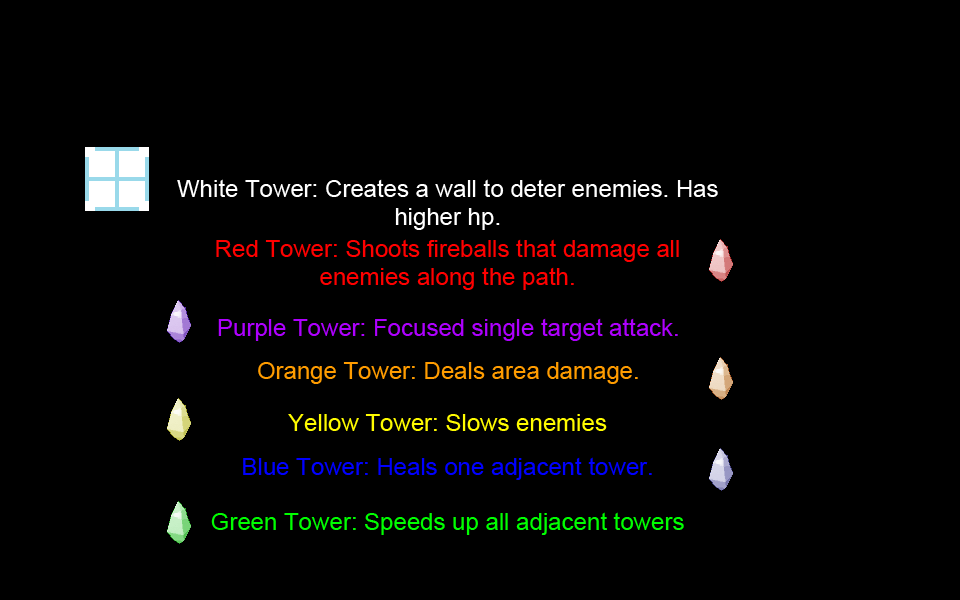 White Tower: Creates a wall to deter enemies. Has
higher hp.
Red Tower: Shoots fireballs that damage all
enemies along the path.
Purple Tower: Focused single target attack.
Orange Tower: Deals area damage.
Yellow Tower: Slows enemies
Blue Tower: Heals one adjacent tower.
Green Tower: Speeds up all adjacent towers